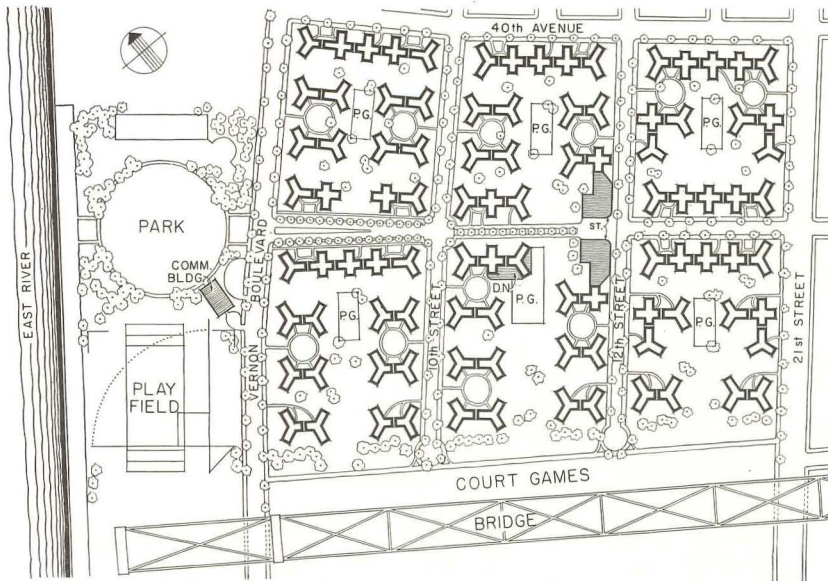 40th AVENUE
P.G.
P.G.
P.G.
PARK
ST.
COMM.
BLDG.
BOULEVARD
VERNON
EAST RIVER
D.N.
P.G.
P.G.
P.G.
10th STREET
12th STREET
21st STREET
PLAY
FIELD
COURT GAMES
BRIDGE